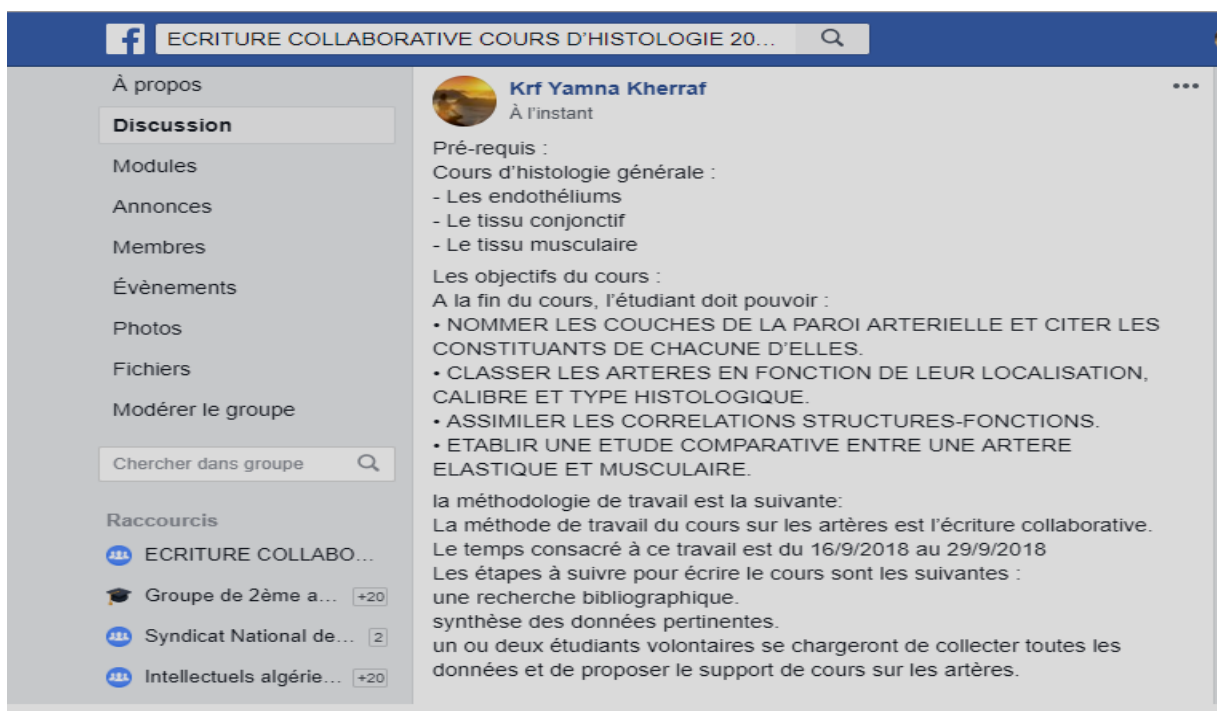 f
ECRITURE COLLABORATIVE COURS D'HISTOLOGIE 20...
À propos
Discussion
Modules
Annonces
Membres
Évènements
Photos
Fichiers
Modérer le groupe
Chercher dans groupe
Raccourcis
ECRITURE COLLABO...
Groupe de 2ème a... +20
Syndicat National de... 2
Intellectuels algérie... +20
Krf Yamna Kherraf
À l'instant
Pré-requis :
Cours d'histologie générale :
- Les endothéliums
- Le tissu conjonctif
- Le tissu musculaire
Les objectifs du cours :
A la fin du cours, l'étudiant doit pouvoir :
• NOMMER LES COUCHES DE LA PAROI ARTERIELLE ET CITER LES
CONSTITUANTS DE CHACUNE D'ELLES.
• CLASSER LES ARTERES EN FONCTION DE LEUR LOCALISATION,
CALIBRE ET TYPE HISTOLOGIQUE.
• ASSIMILER LES CORRELATIONS STRUCTURES-FONCTIONS.
• ETABLIR UNE ETUDE COMPARATIVE ENTRE UNE ARTERE
ELASTIQUE ET MUSCULAIRE.
la méthodologie de travail est la suivante:
La méthode de travail du cours sur les artères est l'écriture collaborative.
Le temps consacré à ce travail est du 16/9/2018 au 29/9/2018
Les étapes à suivre pour écrire le cours sont les suivantes :
une recherche bibliographique.
synthèse des données pertinentes.
un ou deux étudiants volontaires se chargeront de collecter toutes les
données et de proposer le support de cours sur les artères.